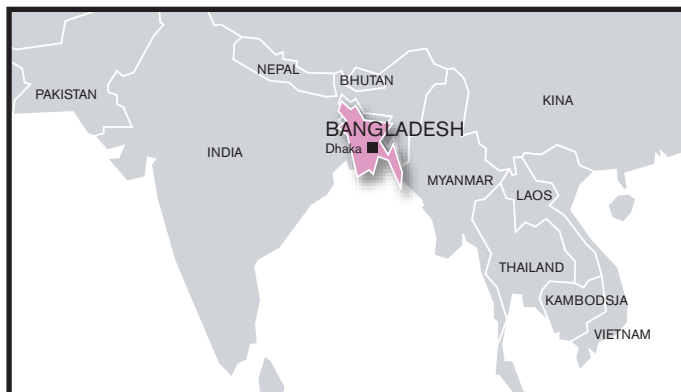 NEPAL
BHUTAN
PAKISTAN
KINA
BANGLADESH
Dhaka
INDIA
MYANMAR
LAOS
THAILAND
KAMBODSJA
VIETNAM